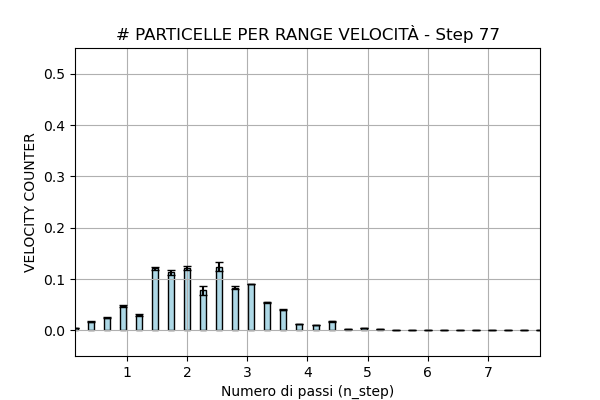 # PARTICELLE PER RANGE VELOCITÀ - Step 77
VELOCITY COUNTER
0.5
0.4
0.3
0.2
0.1
0.0
1 2 3 4 5 6 7
Numero di passi (n_step)